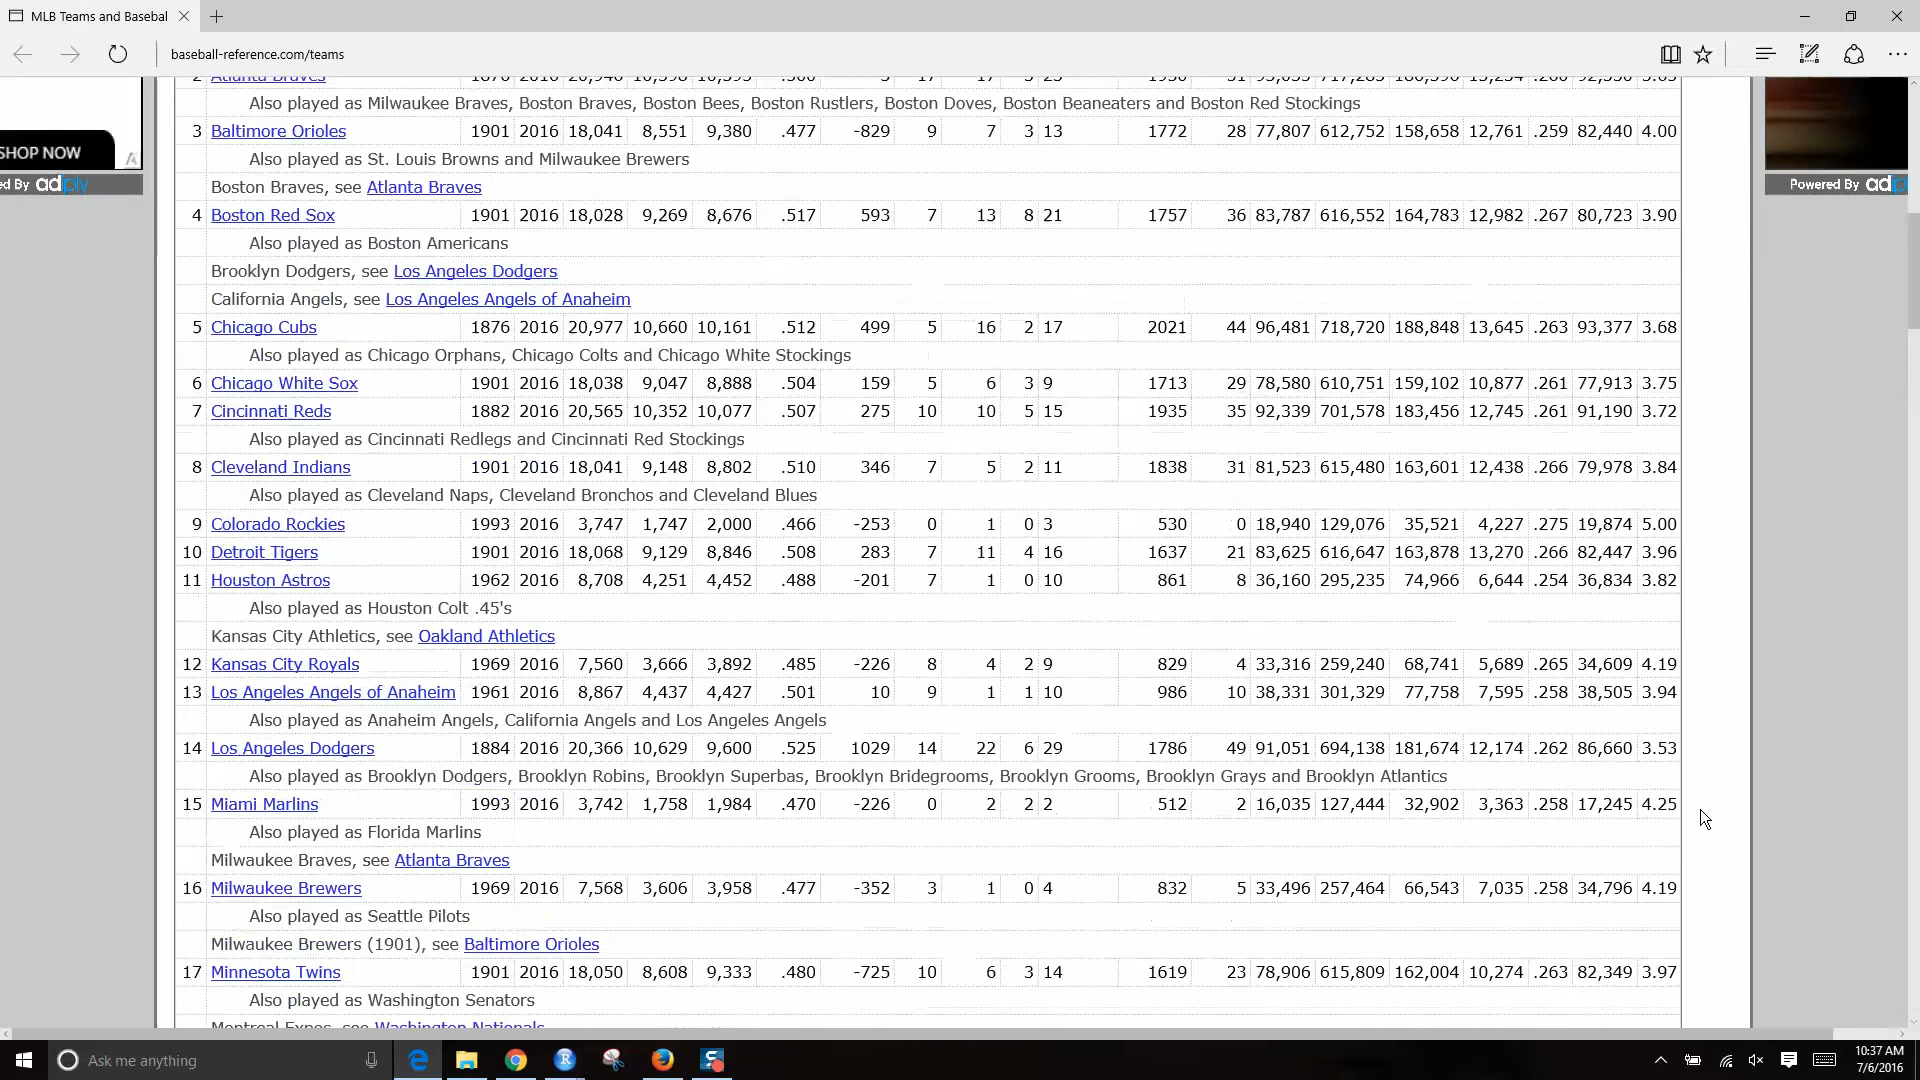 MLB Teams and Basebal
baseball-reference.com/teams
SHOP NOW
ed By adply
Powered By ad
2 Atlanta Braves 1876 2016
Also played as Milwaukee Braves, Boston Braves, Boston Bees, Boston Rustlers, Boston Doves, Boston Beaneaters and Boston Red Stockings
3 Baltimore Orioles 1901 2016 18,041 8,551 9,380 .477 -829 9 7 3 13 1772 28 77,807 612,752 158,658 12,761 .259 82,440 4.00
Also played as St. Louis Browns and Milwaukee Brewers
Boston Braves, see Atlanta Braves
4 Boston Red Sox 1901 2016 18,028 9,269 8,676 .517 593 7 13 8 21 1757 36 83,787 616,552 164,783 12,982 .267 80,723 3.90
Also played as Boston Americans
Brooklyn Dodgers, see Los Angeles Dodgers
California Angels, see Los Angeles Angels of Anaheim
5 Chicago Cubs 1876 2016 20,977 10,660 10,161 .512 499 5 16 2 17 2021 44 96,481 718,720 188,848 13,645 .263 93,377 3.68
Also played as Chicago Orphans, Chicago Colts and Chicago White Stockings
6 Chicago White Sox 1901 2016 18,038 9,047 8,888 .504 159 5 6 3 9 1713 29 78,580 610,751 159,102 10,877 .261 77,913 3.75
7 Cincinnati Reds 1882 2016 20,565 10,352 10,077 .507 275 10 10 5 15 1935 35 92,339 701,578 183,456 12,745 .261 91,190 3.72
Also played as Cincinnati Redlegs and Cincinnati Red Stockings
8 Cleveland Indians 1901 2016 18,041 9,148 8,802 .510 346 7 5 2 11 1838 31 81,523 615,480 163,601 12,438 .266 79,978 3.84
Also played as Cleveland Naps, Cleveland Bronchos and Cleveland Blues
9 Colorado Rockies 1993 2016 3,747 1,747 2,000 .466 -253 0 1 0 3 530 0 18,940 129,076 35,521 4,227 .275 19,874 5.00
10 Detroit Tigers 1901 2016 18,068 9,129 8,846 .508 283 7 11 4 16 1637 21 83,625 616,647 163,878 13,270 .266 82,447 3.96
11 Houston Astros 1962 2016 8,708 4,251 4,452 .488 -201 7 1 0 10 861 8 36,160 295,235 74,966 6,644 .254 36,834 3.82
Also played as Houston Colt .45's
Kansas City Athletics, see Oakland Athletics
12 Kansas City Royals 1969 2016 7,560 3,666 3,892 .485 -226 8 4 2 9 829 4 33,316 259,240 68,741 5,689 .265 34,609 4.19
13 Los Angeles Angels of Anaheim 1961 2016 8,867 4,437 4,427 .501 10 9 1 1 10 986 10 38,331 301,329 77,758 7,595 .258 38,505 3.94
Also played as Anaheim Angels, California Angels and Los Angeles Angels
14 Los Angeles Dodgers 1884 2016 20,366 10,629 9,600 .525 1029 14 22 6 29 1786 49 91,051 694,138 181,674 12,174 .262 86,660 3.53
Also played as Brooklyn Dodgers, Brooklyn Robins, Brooklyn Superbas, Brooklyn Bridegrooms, Brooklyn Grooms, Brooklyn Grays and Brooklyn Atlantics
15 Miami Marlins 1993 2016 3,742 1,758 1,984 .470 -226 0 2 2 2 512 2 16,035 127,444 32,902 3,363 .258 17,245 4.25
Also played as Florida Marlins
Milwaukee Braves, see Atlanta Braves
16 Milwaukee Brewers 1969 2016 7,568 3,606 3,958 .477 -352 3 1 0 4 832 5 33,496 257,464 66,543 7,035 .258 34,796 4.19
Also played as Seattle Pilots
Milwaukee Brewers (1901), see Baltimore Orioles
17 Minnesota Twins 1901 2016 18,050 8,608 9,333 .480 -725 10 6 3 14 1619 23 78,906 615,809 162,004 10,274 .263 82,349 3.97
Also played as Washington Senators
Montreal Expos, see Washington Nationals
Ask me anything
10:37 AM
7/6/2016